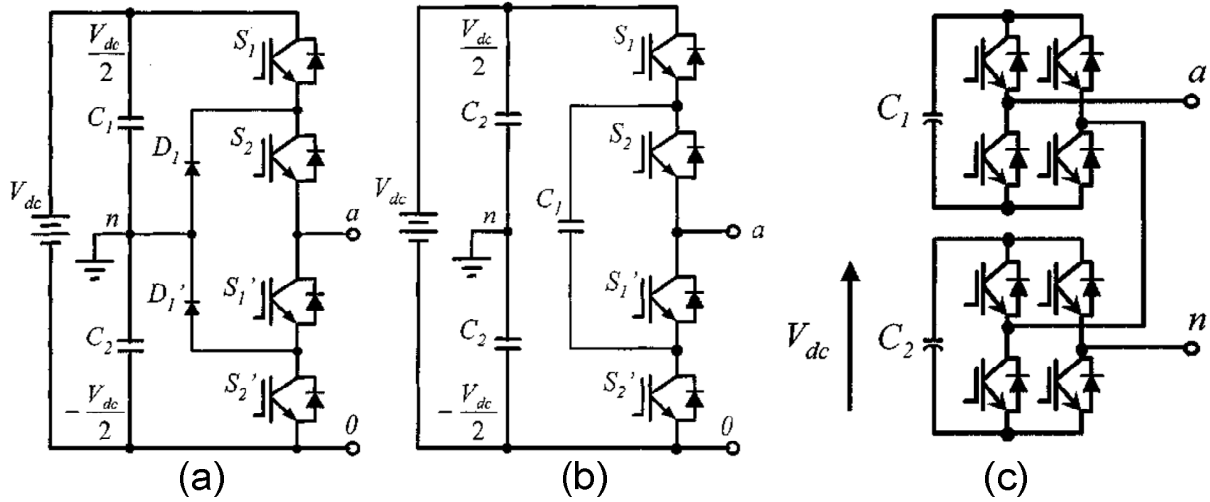 V_dc/2
S_1
C_1
D_1
S_2
V_dc
n
a
D_1'
S_1'
C_2
S_2'
-V_dc/2
0
(a)
V_dc/2
S_1
C_2
S_2
V_dc
C_1
n
a
S_1'
C_2
S_2'
-V_dc/2
0
(b)
a
C_1
n
V_dc
C_2
(c)